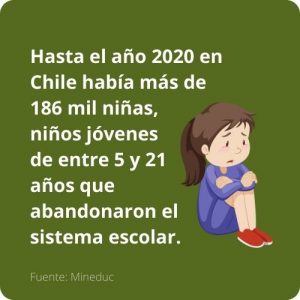 Hasta el año 2020 en
Chile había más de
186 mil niñas,
niños jóvenes
de entre 5 y 21
años que
abandonaron el
sistema escolar.
Fuente: Mineduc